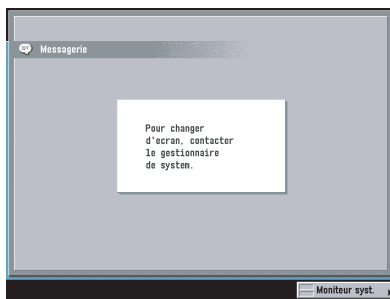 Messagerie
Pour changer
d'ecran, contacter
le gestionnaire
de system.
Moniteur syst.